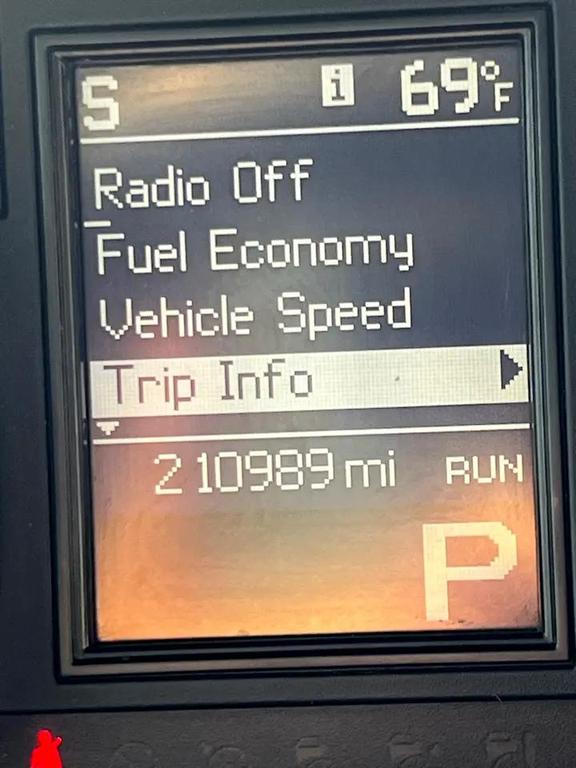 S i 69°F
Radio Off
Fuel Economy
Vehicle Speed
Trip Info
210989 mi RUN
P